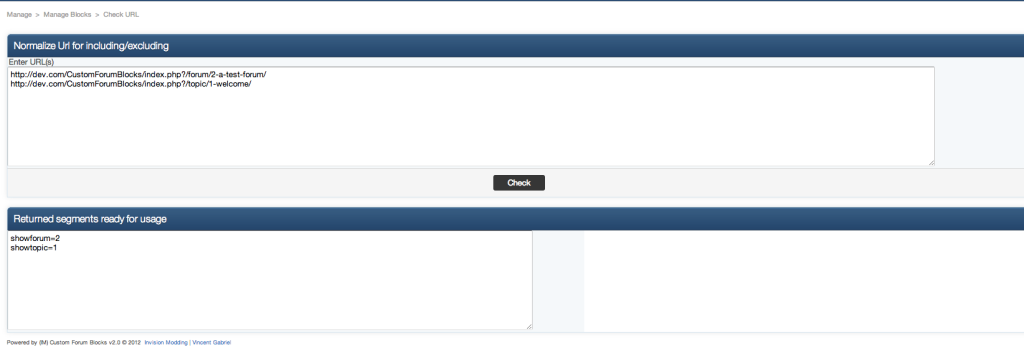 Manage > Manage Blocks > Check URL
Normalize Url for including/excluding
Enter URL(s)
http://dev.com/CustomForumBlocks/index.php?/forum/2-a-test-forum/
http://dev.com/CustomForumBlocks/index.php?/topic/1-welcome/
Check
Returned segments ready for usage
showforum=2
showtopic=1
Powered by (M) Custom Forum Blocks v2.0 © 2012 Invision Modding | Vincent Gabriel